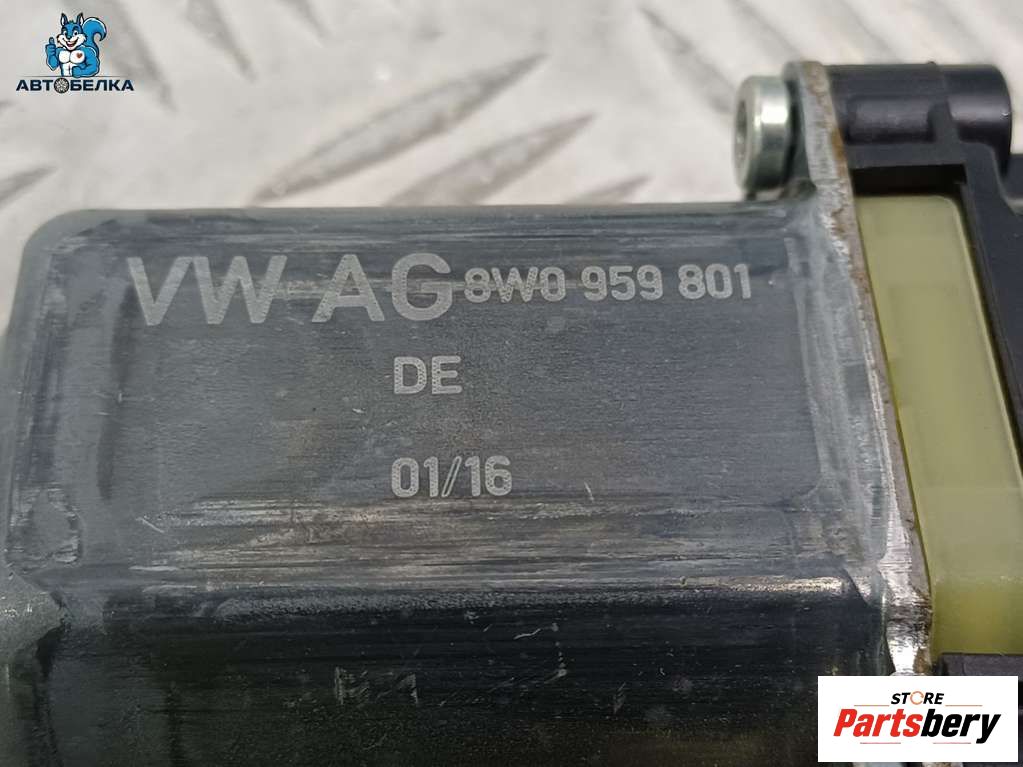 АВТОБЕЛКА
VW AG 8W0 959 801
DE
01/16
STORE
Partsbery